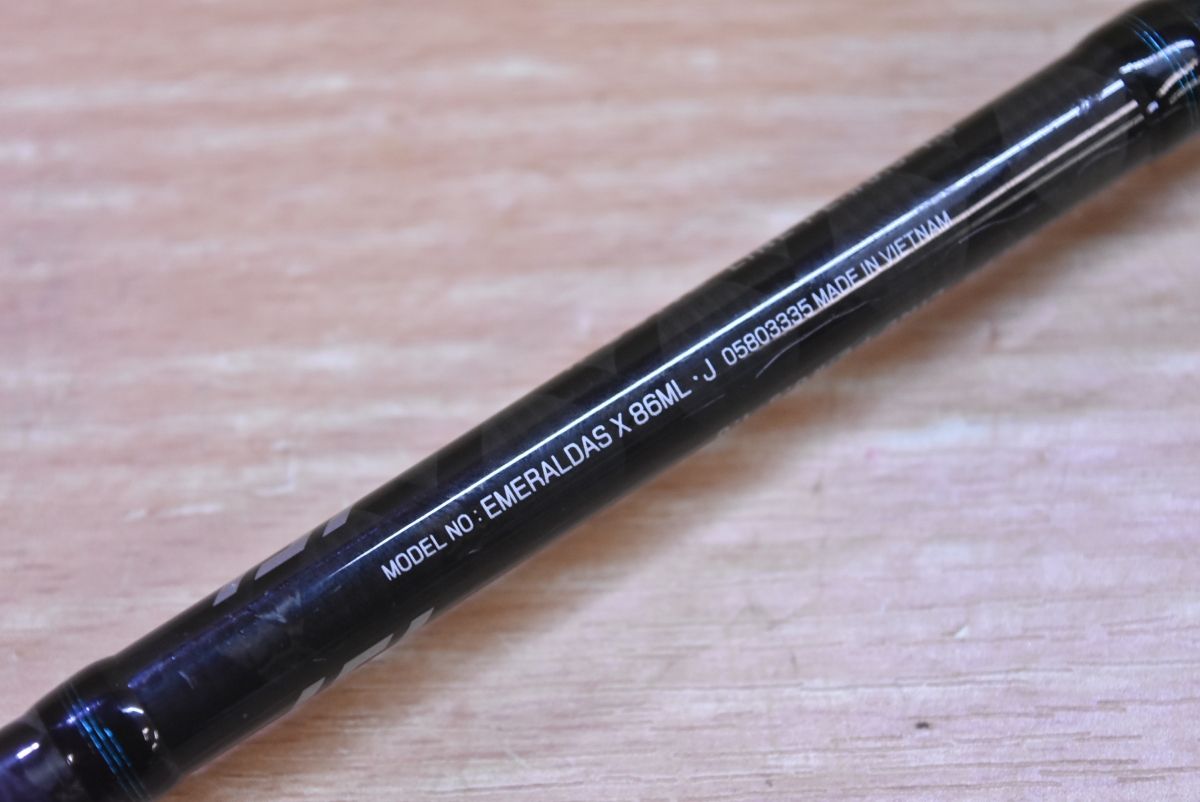 MODEL NO : EMERALDAS X 86ML・J 05803335 MADE IN VIETNAM